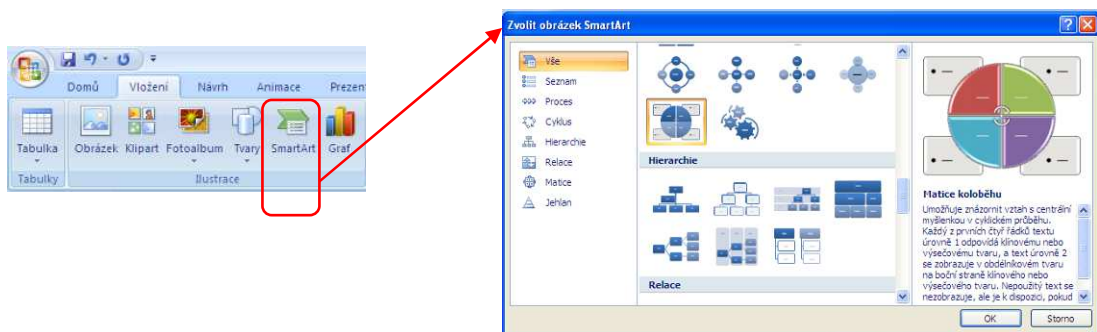 Domů Vložení Návrh Animace Prezen
Tabulka Obrázek Klipart Fotoalbum Tvary SmartArt Graf
Tabulky Ilustrace
Zvolit obrázek SmartArt
Vše
Seznam
Proces
Cyklus
Hierarchie
Relace
Matice
Jehlan
Hierarchie
Relace
Matice koloběhu
Umožňuje znázornit vztah s centrální
myšlenkou v cyklickém průběhu.
Každý z prvních čtyř řádků textu
úrovně 1 odpovídá klínovému nebo
výsečovému tvaru, a text úrovně 2
se zobrazuje v obdélníkovém tvaru
na boční straně klínového nebo
výsečového tvaru. Nepoužitý text se
nezobrazuje, ale je k dispozici, pokud
OK Storno